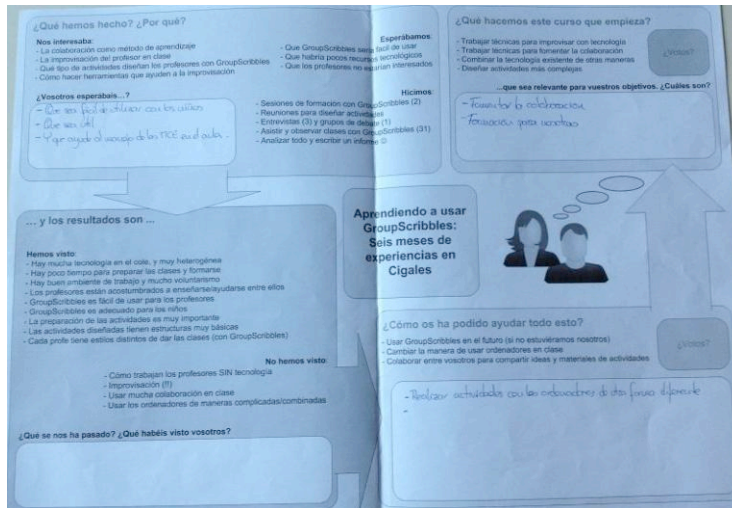 ¿Qué hemos hecho? ¿Por qué?
Nos interesaba:
- La colaboración como método de aprendizaje
- La improvisación del profesor en clase
- Qué tipo de actividades diseñan los profesores con GroupScribbles
- Cómo hacer herramientas que ayuden a la improvisación
Esperábamos:
- Que GroupScribbles sería fácil de usar
- Que habría pocos recursos tecnológicos
- Que los profesores no estarían interesados
¿Vosotros esperabais...?
- Que sea fácil de utilizar con los niños
- Que sea útil
- Y que ayude al manejo de las TICs en el aula.
Hicimos:
- Sesiones de formación con GroupScribbles (2)
- Reuniones para diseñar actividades
- Entrevistas (3) y grupos de debate (1)
- Asistir y observar clases con GroupScribbles (31)
- Analizar todo y escribir un informe ☺
¿Qué hacemos este curso que empieza?
- Trabajar técnicas para improvisar con tecnología
- Trabajar técnicas para fomentar la colaboración
- Combinar la tecnología existente de otras maneras
- Diseñar actividades más complejas
¿Votos?
...que sea relevante para vuestros objetivos. ¿Cuáles son?
- Fomentar la colaboración
- Formación para nosotros
... y los resultados son ...
Hemos visto:
- Hay mucha tecnología en el cole, y muy heterogénea
- Hay poco tiempo para preparar las clases y formarse
- Hay buen ambiente de trabajo y mucho voluntarismo
- Los profesores están acostumbrados a enseñarse/ayudarse entre ellos
- GroupScribbles es fácil de usar para los profesores
- GroupScribbles es adecuado para los niños
- La preparación de las actividades es muy importante
- Las actividades diseñadas tienen estructuras muy básicas
- Cada profe tiene estilos distintos de dar las clases (con GroupScribbles)
No hemos visto:
- Cómo trabajan los profesores SIN tecnología
- Improvisación (!!)
- Usar mucha colaboración en clase
- Usar los ordenadores de maneras complicadas/combinadas
¿Qué se nos ha pasado? ¿Qué habéis visto vosotros?
Aprendiendo a usar
GroupScribbles:
Seis meses de
experiencias en
Cigales
¿Cómo os ha podido ayudar todo esto?
- Usar GroupScribbles en el futuro (si no estuviéramos nosotros)
- Cambiar la manera de usar ordenadores en clase
- Colaborar entre vosotros para compartir ideas y materiales de actividades
¿Votos?
- Realizar actividades con los ordenadores de otra forma diferente
-